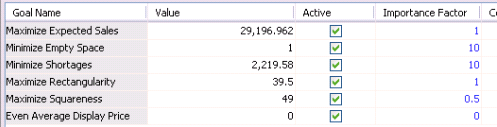 Goal Name Value Active Importance Factor
Maximize Expected Sales 29,196.962 1
Minimize Empty Space 1 10
Minimize Shortages 2,219.58 10
Maximize Rectangularity 39.5 1
Maximize Squareness 49 0.5
Even Average Display Price 0 0